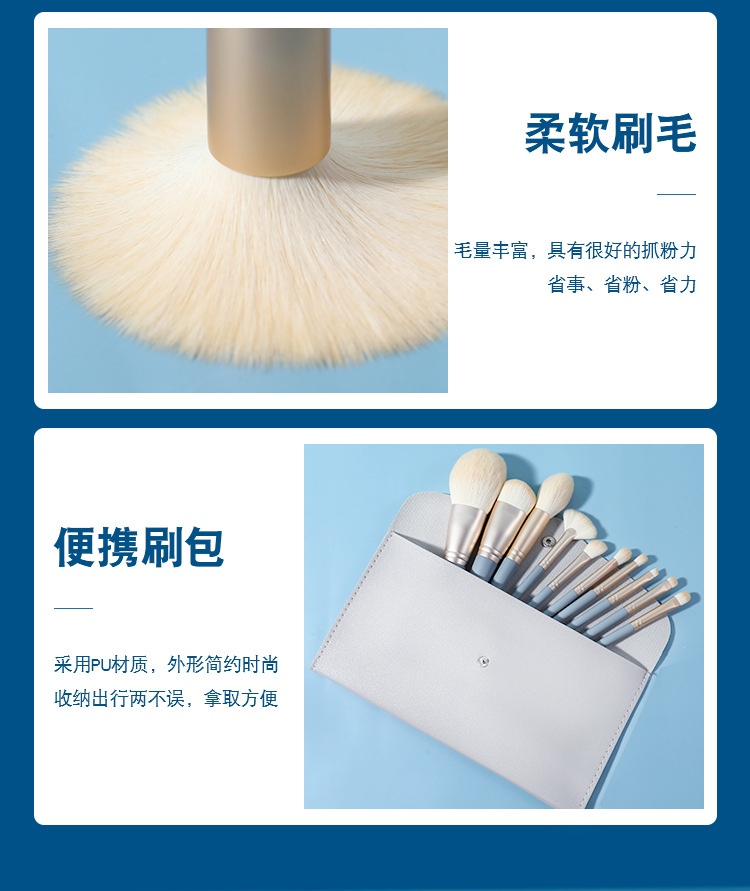 柔软刷毛
毛量丰富，具有很好的抓粉力
省事、省粉、省力
便携刷包
采用PU材质，外形简约时尚
收纳出行两不误，拿取方便